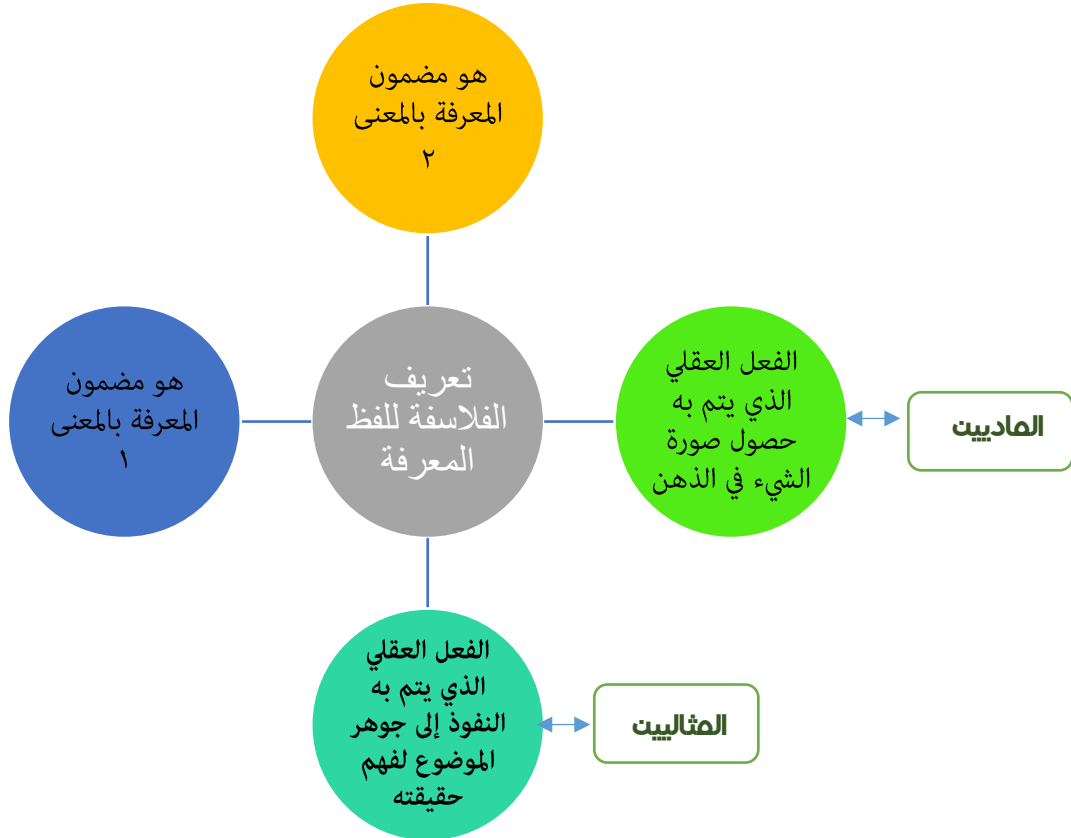 هو مضمون
المعرفة بالمعنى
٢
الفعل العقلي
الذي يتم به
حصول صورة
الشيء في الذهن
الماديين
تعريف
الفلاسفة للفظ
المعرفة
هو مضمون
المعرفة بالمعنى
١
الفعل العقلي
الذي يتم به
النفوذ إلى جوهر
الموضوع لفهم
حقيقته
المثاليين